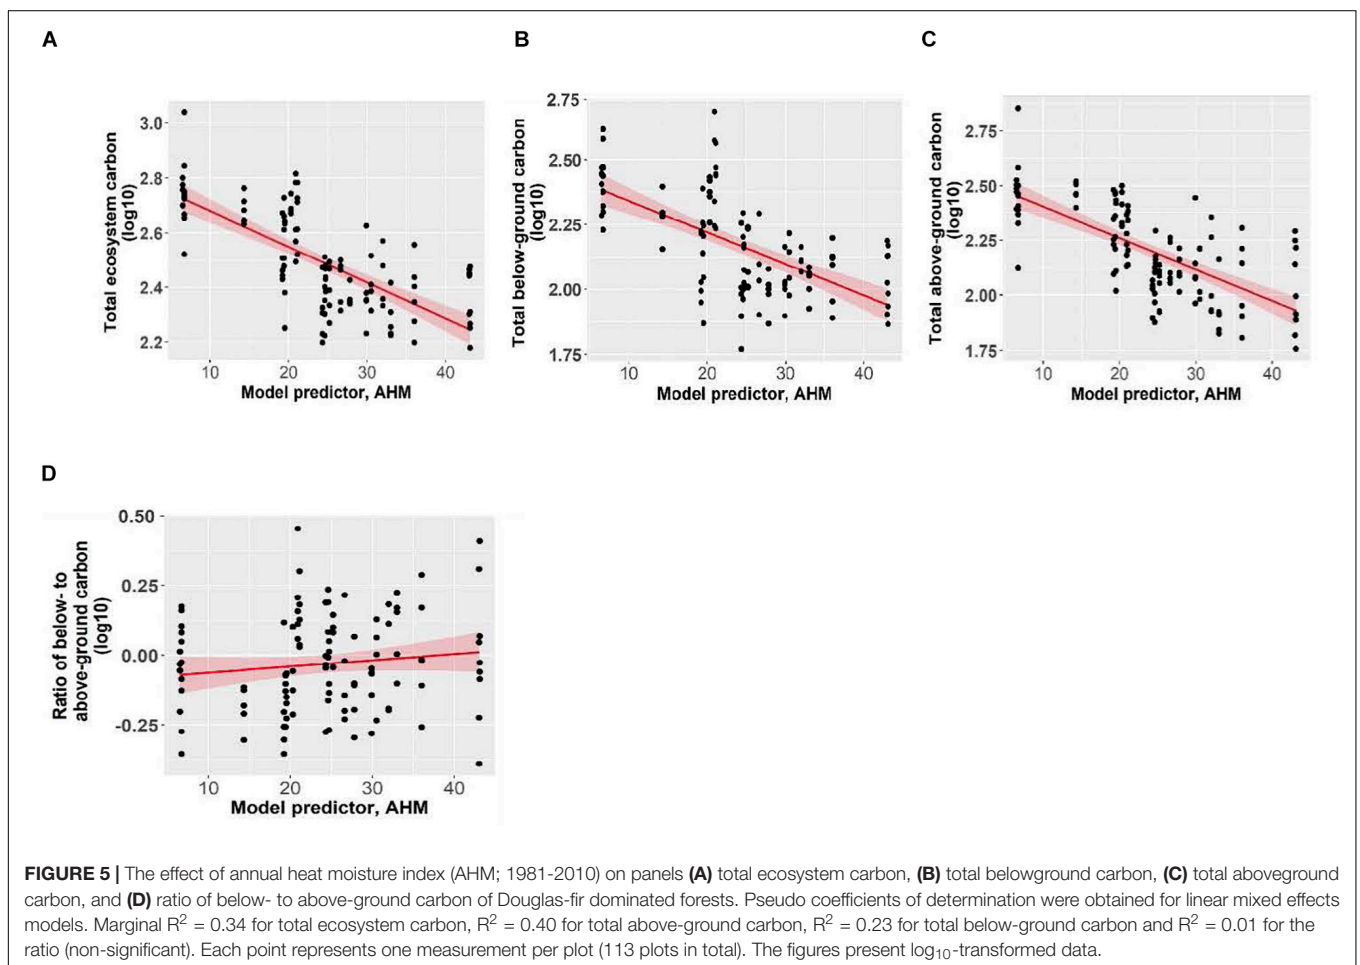 A
B
C
3.0
2.8
2.6
2.4
2.2
Total ecosystem carbon
(log10)
10 20 30 40
Model predictor, AHM
2.75
2.50
2.25
2.00
1.75
Total below-ground carbon
(log10)
10 20 30 40
Model predictor, AHM
2.75
2.50
2.25
2.00
1.75
Total above-ground carbon
(log10)
10 20 30 40
Model predictor, AHM
D
0.50
0.25
0.00
-0.25
Ratio of below- to
above-ground carbon
(log10)
10 20 30 40
Model predictor, AHM
FIGURE 5 | The effect of annual heat moisture index (AHM; 1981-2010) on panels (A) total ecosystem carbon, (B) total belowground carbon, (C) total aboveground
carbon, and (D) ratio of below- to above-ground carbon of Douglas-fir dominated forests. Pseudo coefficients of determination were obtained for linear mixed effects
models. Marginal R² = 0.34 for total ecosystem carbon, R² = 0.40 for total above-ground carbon, R² = 0.23 for total below-ground carbon and R² = 0.01 for the
ratio (non-significant). Each point represents one measurement per plot (113 plots in total). The figures present log₁₀-transformed data.